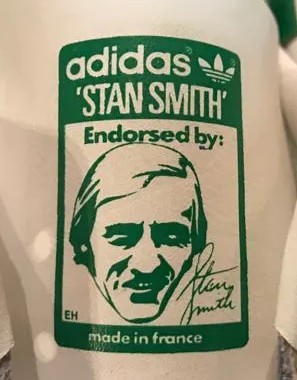 adidas
'STAN SMITH'
Endorsed by:
Stan
Smith
EH
made in france